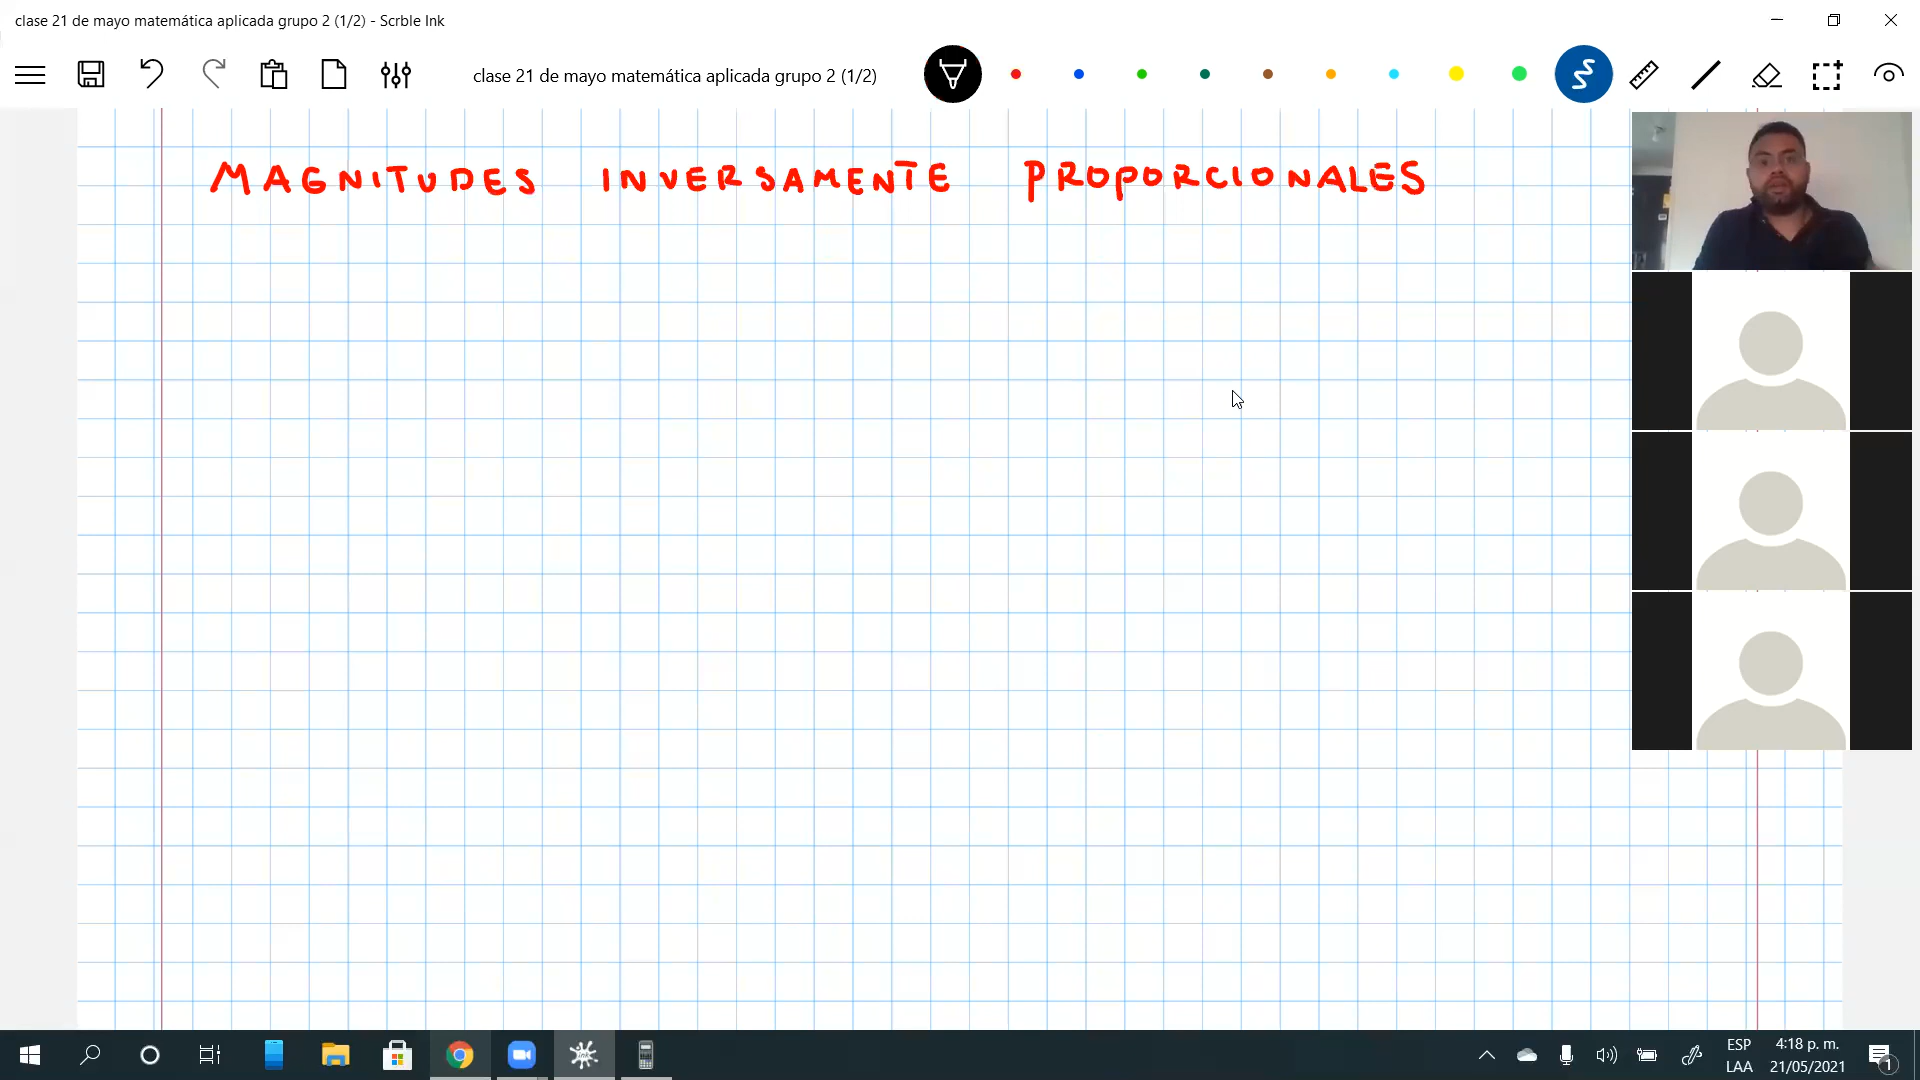 clase 21 de mayo matemática aplicada grupo 2 (1/2) - Scrble Ink
clase 21 de mayo matemática aplicada grupo 2 (1/2)
MAGNITUDES INVERSAMENTE PROPORCIONALES
ESP 4:18 p. m.
LAA 21/05/2021
1